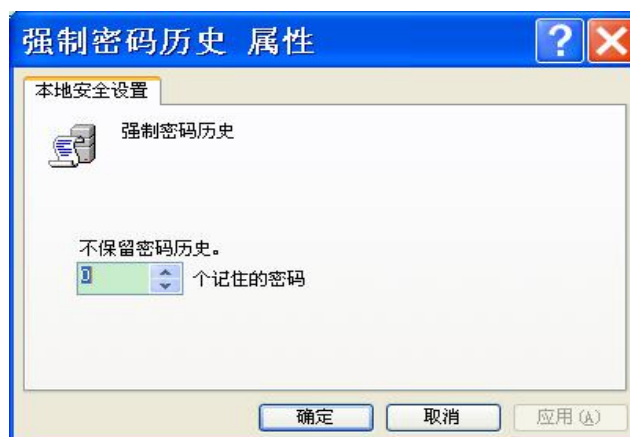 强制密码历史 属性
本地安全设置
强制密码历史
不保留密码历史。
0 个记住的密码
确定 取消 应用(A)